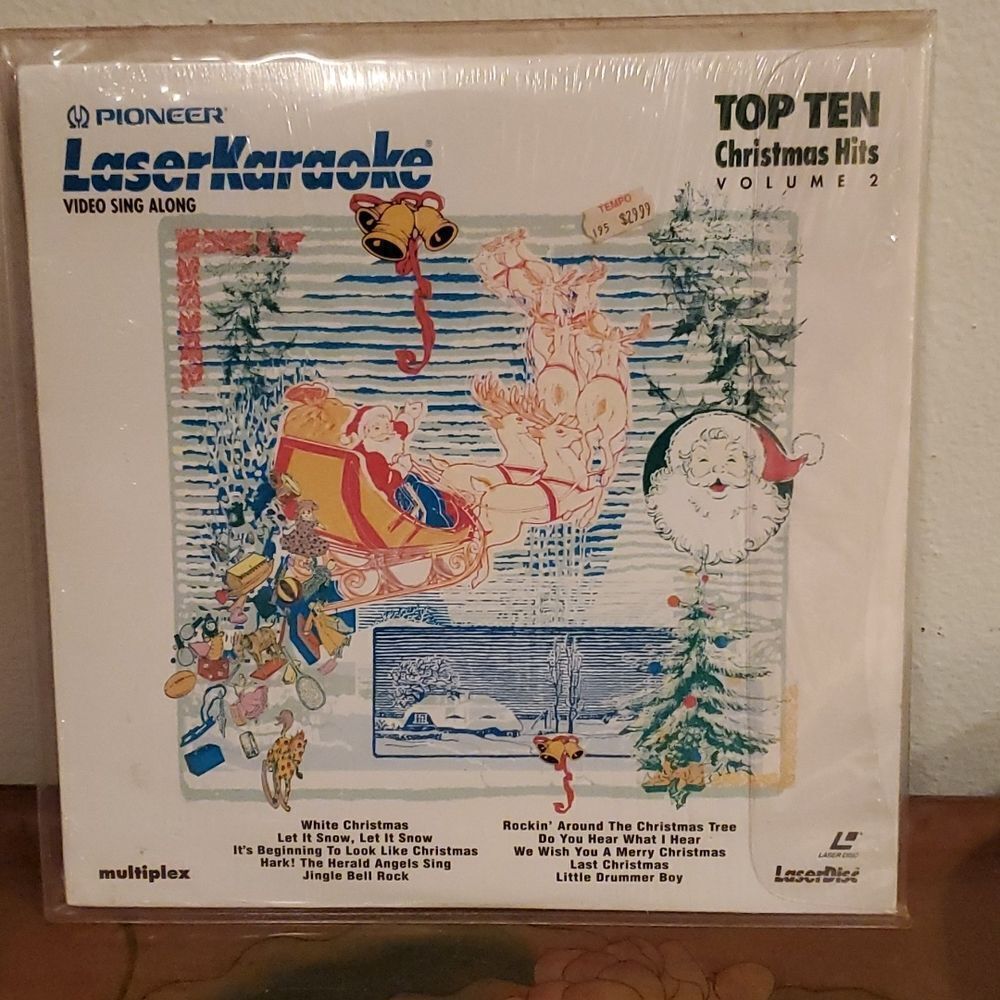 PIONEER®
LaserKaraoke®
VIDEO SING ALONG
TOP TEN
Christmas Hits
VOLUME 2
TEMPO
195 $2999
White Christmas
Let It Snow, Let It Snow
It's Beginning To Look Like Christmas
Hark! The Herald Angels Sing
Jingle Bell Rock
Rockin' Around The Christmas Tree
Do You Hear What I Hear
We Wish You A Merry Christmas
Last Christmas
Little Drummer Boy
multiplex
LASER DISC
LaserDisc